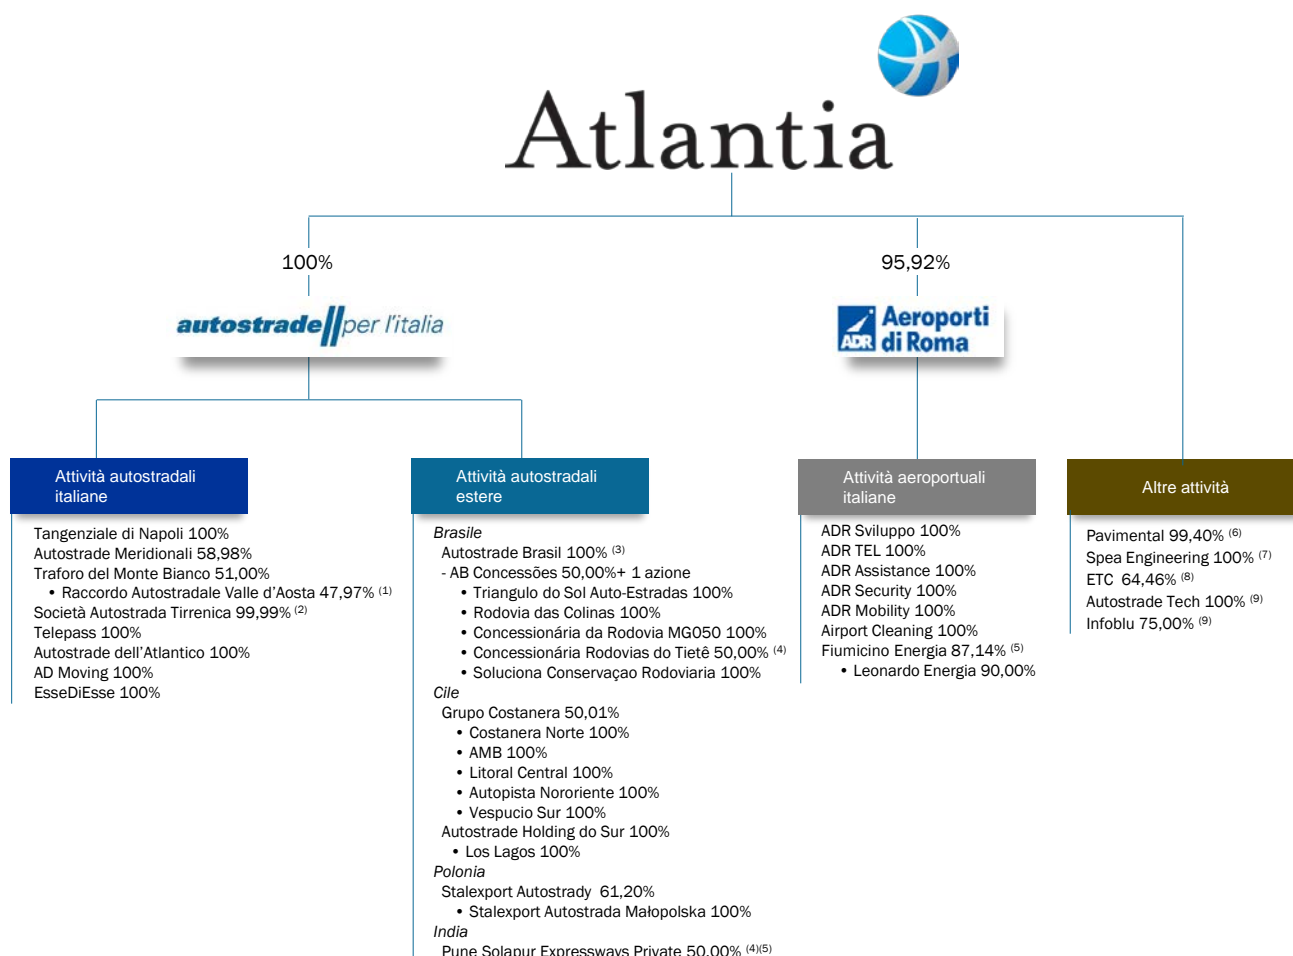 Atlantia
100%
95,92%
autostrade//per l'italia
Aeroporti
di Roma
ADR
Attività autostradali
italiane
Tangenziale di Napoli 100%
Autostrade Meridionali 58,98%
Traforo del Monte Bianco 51,00%
• Raccordo Autostradale Valle d'Aosta 47,97% (1)
Società Autostrada Tirrenica 99,99% (2)
Telepass 100%
Autostrade dell'Atlantico 100%
AD Moving 100%
EsseDiEsse 100%
Attività autostradali
estere
Brasile
Autostrade Brasil 100% (3)
- AB Concessões 50,00%+ 1 azione
• Triangulo do Sol Auto-Estradas 100%
• Rodovia das Colinas 100%
• Concessionária da Rodovia MG050 100%
• Concessionária Rodovias do Tietê 50,00% (4)
• Soluciona Conservaçao Rodoviaria 100%
Cile
Grupo Costanera 50,01%
• Costanera Norte 100%
• AMB 100%
• Litoral Central 100%
• Autopista Nororiente 100%
• Vespucio Sur 100%
Autostrade Holding do Sur 100%
• Los Lagos 100%
Polonia
Stalexport Autostrady 61,20%
• Stalexport Autostrada Małopolska 100%
India
Pune Solapur Expressways Private 50,00% (4)(5)
Attività aeroportuali
italiane
ADR Sviluppo 100%
ADR TEL 100%
ADR Assistance 100%
ADR Security 100%
ADR Mobility 100%
Airport Cleaning 100%
Fiumicino Energia 87,14% (5)
• Leonardo Energia 90,00%
Altre attività
Pavimental 99,40% (6)
Spea Engineering 100% (7)
ETC 64,46% (8)
Autostrade Tech 100% (9)
Infoblu 75,00% (9)